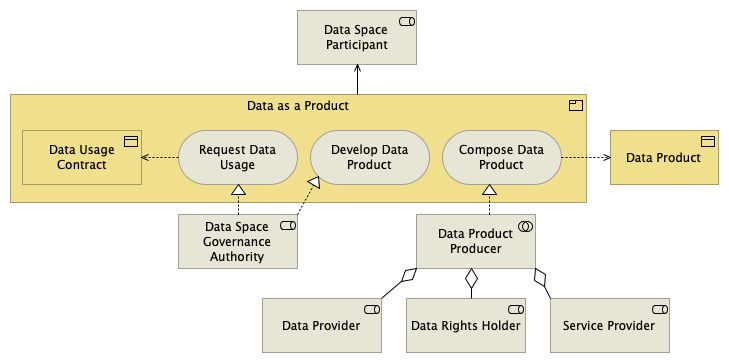 Data Space
Participant
Data as a Product
Data Usage
Contract
Request Data
Usage
Develop Data
Product
Compose Data
Product
Data Product
Data Space
Governance
Authority
Data Product
Producer
Data Provider
Data Rights Holder
Service Provider